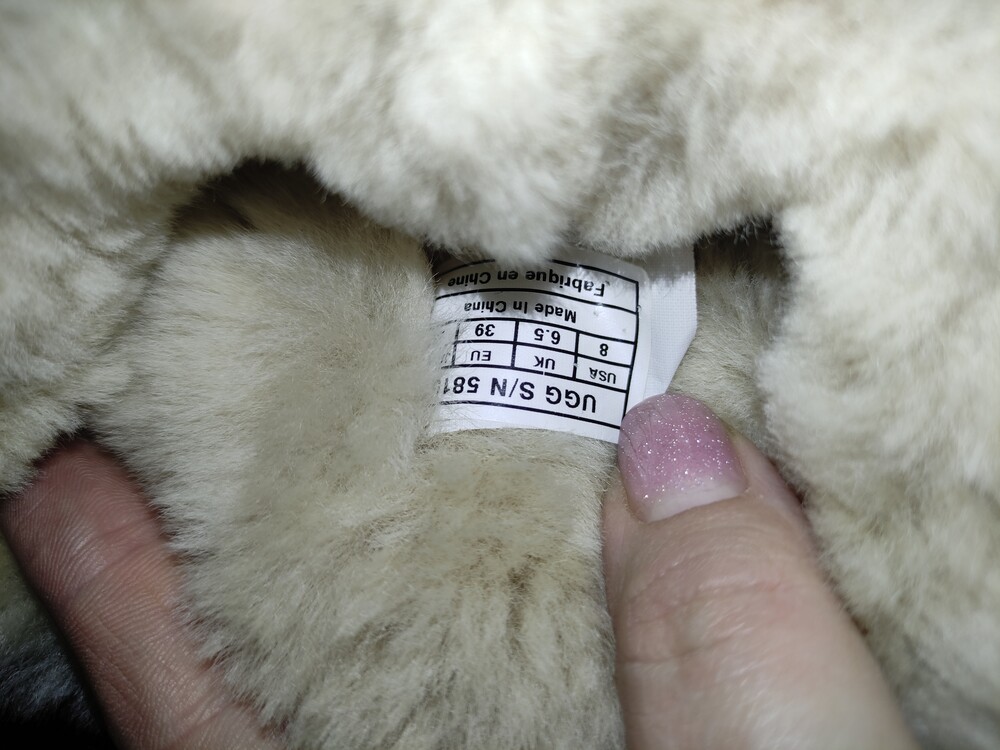 UGG S/N 581
USA UK EU
8 6.5 39
Made In China
Fabrique en Chine